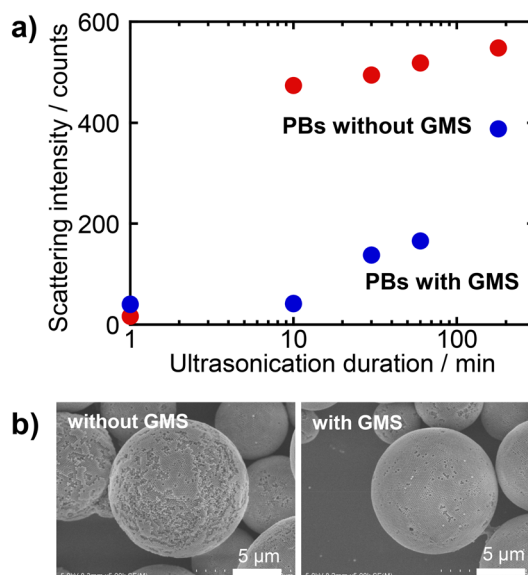 a)
600
400
200
0
Scattering intensity / counts
PBs without GMS
PBs with GMS
1
10
100
Ultrasonication duration / min
b)
without GMS
5 µm
with GMS
5 µm